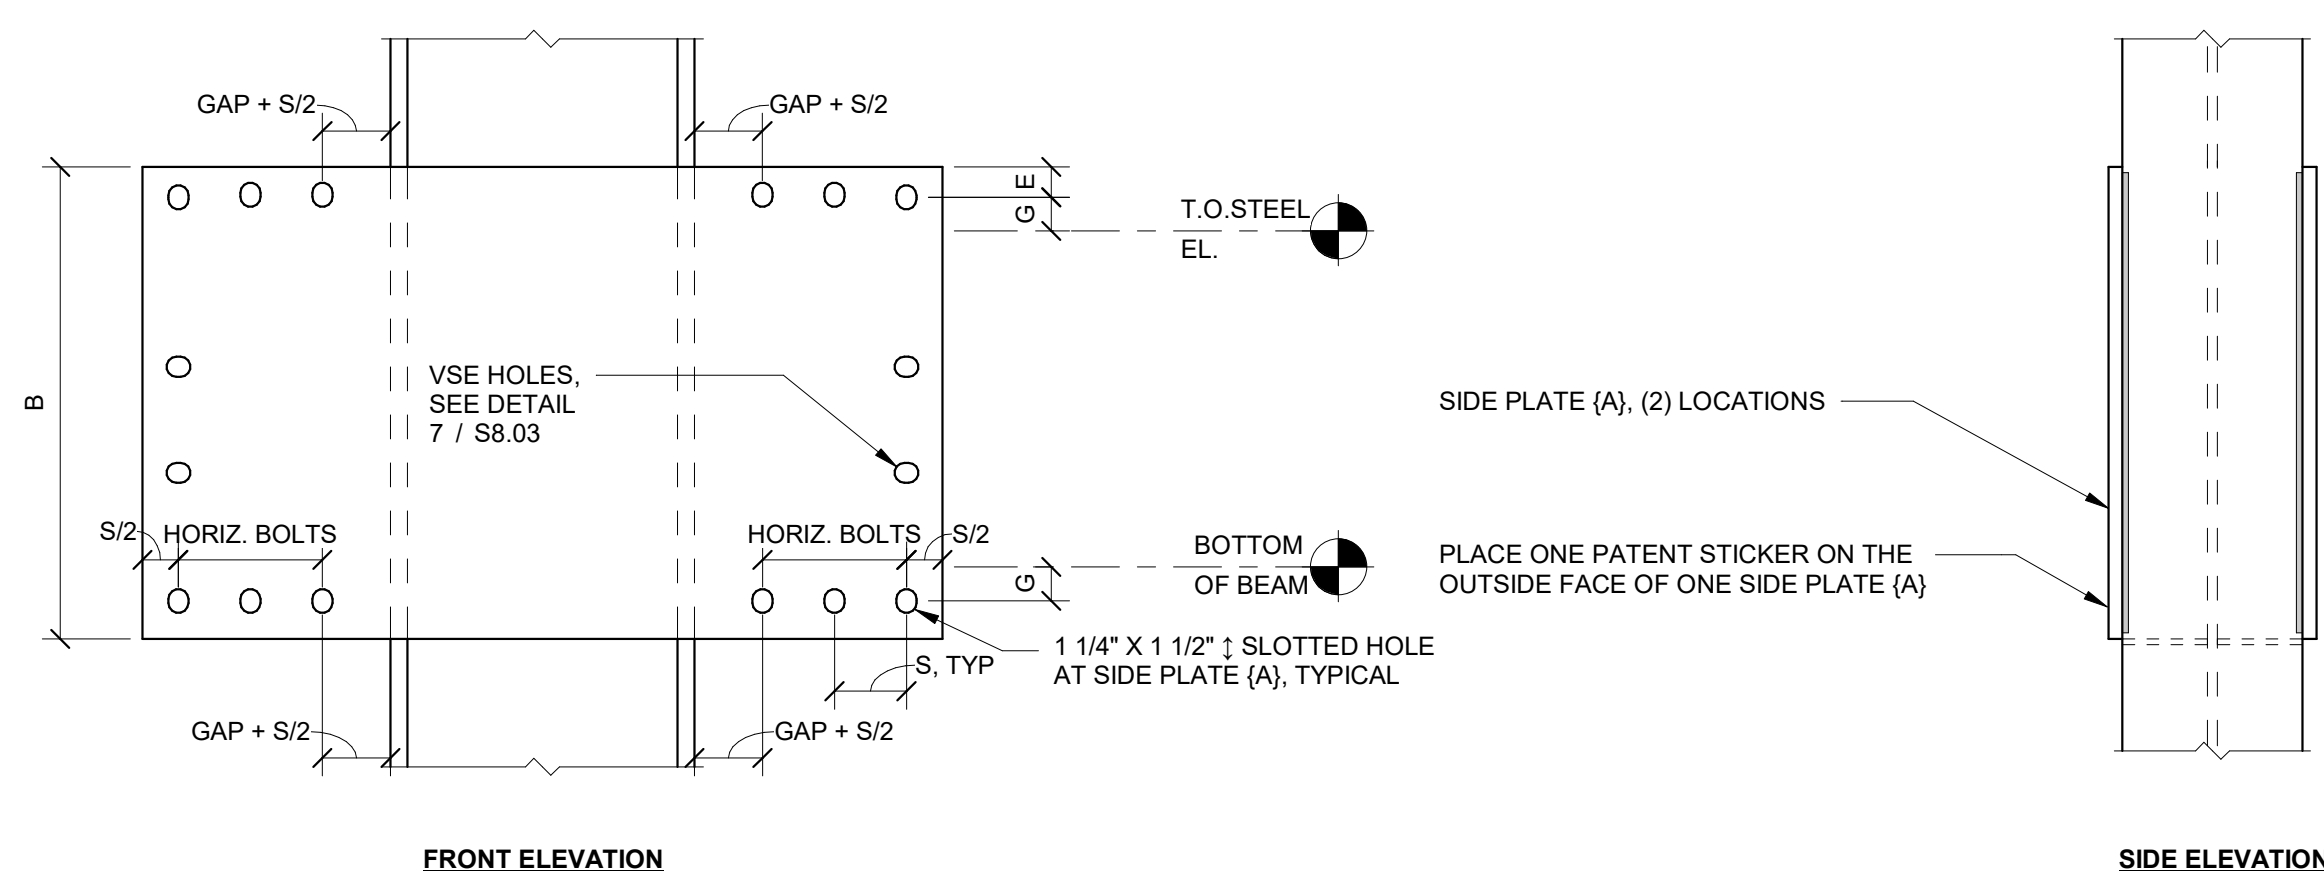 GAP + S/2
GAP + S/2
E
G
T.O.STEEL
EL.
B
VSE HOLES,
SEE DETAIL
7 / S8.03
SIDE PLATE {A}, (2) LOCATIONS
S/2
HORIZ. BOLTS
HORIZ. BOLTS
S/2
BOTTOM
OF BEAM
G
PLACE ONE PATENT STICKER ON THE
OUTSIDE FACE OF ONE SIDE PLATE {A}
1 1/4" X 1 1/2" ↕ SLOTTED HOLE
AT SIDE PLATE {A}, TYPICAL
S, TYP
GAP + S/2
GAP + S/2
FRONT ELEVATION
SIDE ELEVATION